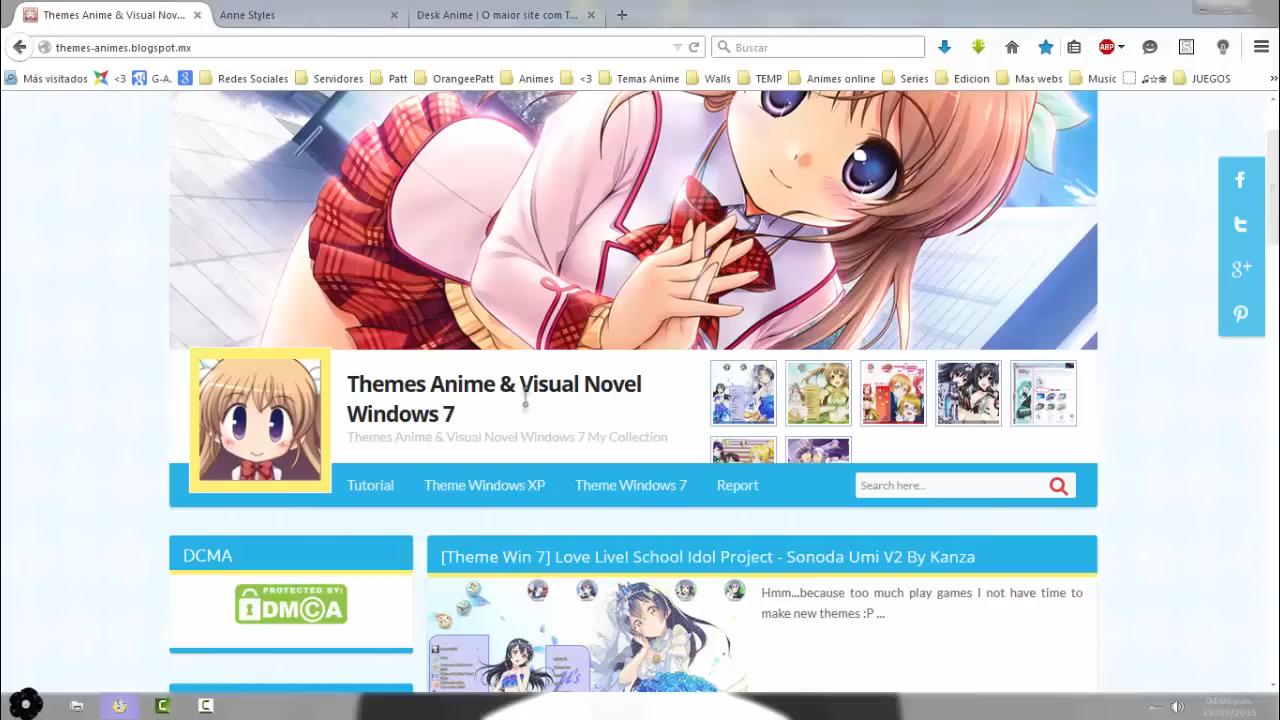 Themes Anime & Visual Nov...
Anne Styles
Desk Anime | O maior site com T...
themes-animes.blogspot.mx
Buscar
ABP
Más visitados
<3
G-A.
Redes Sociales
Servidores
Patt
OrangeePatt
Animes
<3
Temas Anime
Walls
TEMP
Animes online
Series
Edicion
Mas webs
Music
♫☆❀
JUEGOS
Themes Anime & Visual Novel
Windows 7
Themes Anime & Visual Novel Windows 7 My Collection
Tutorial
Theme Windows XP
Theme Windows 7
Report
Search here...
DCMA
[Theme Win 7] Love Live! School Idol Project - Sonoda Umi V2 By Kanza
PROTECTED BY:
DMCA
Hmm...because too much play games I not have time to
make new themes :P ...